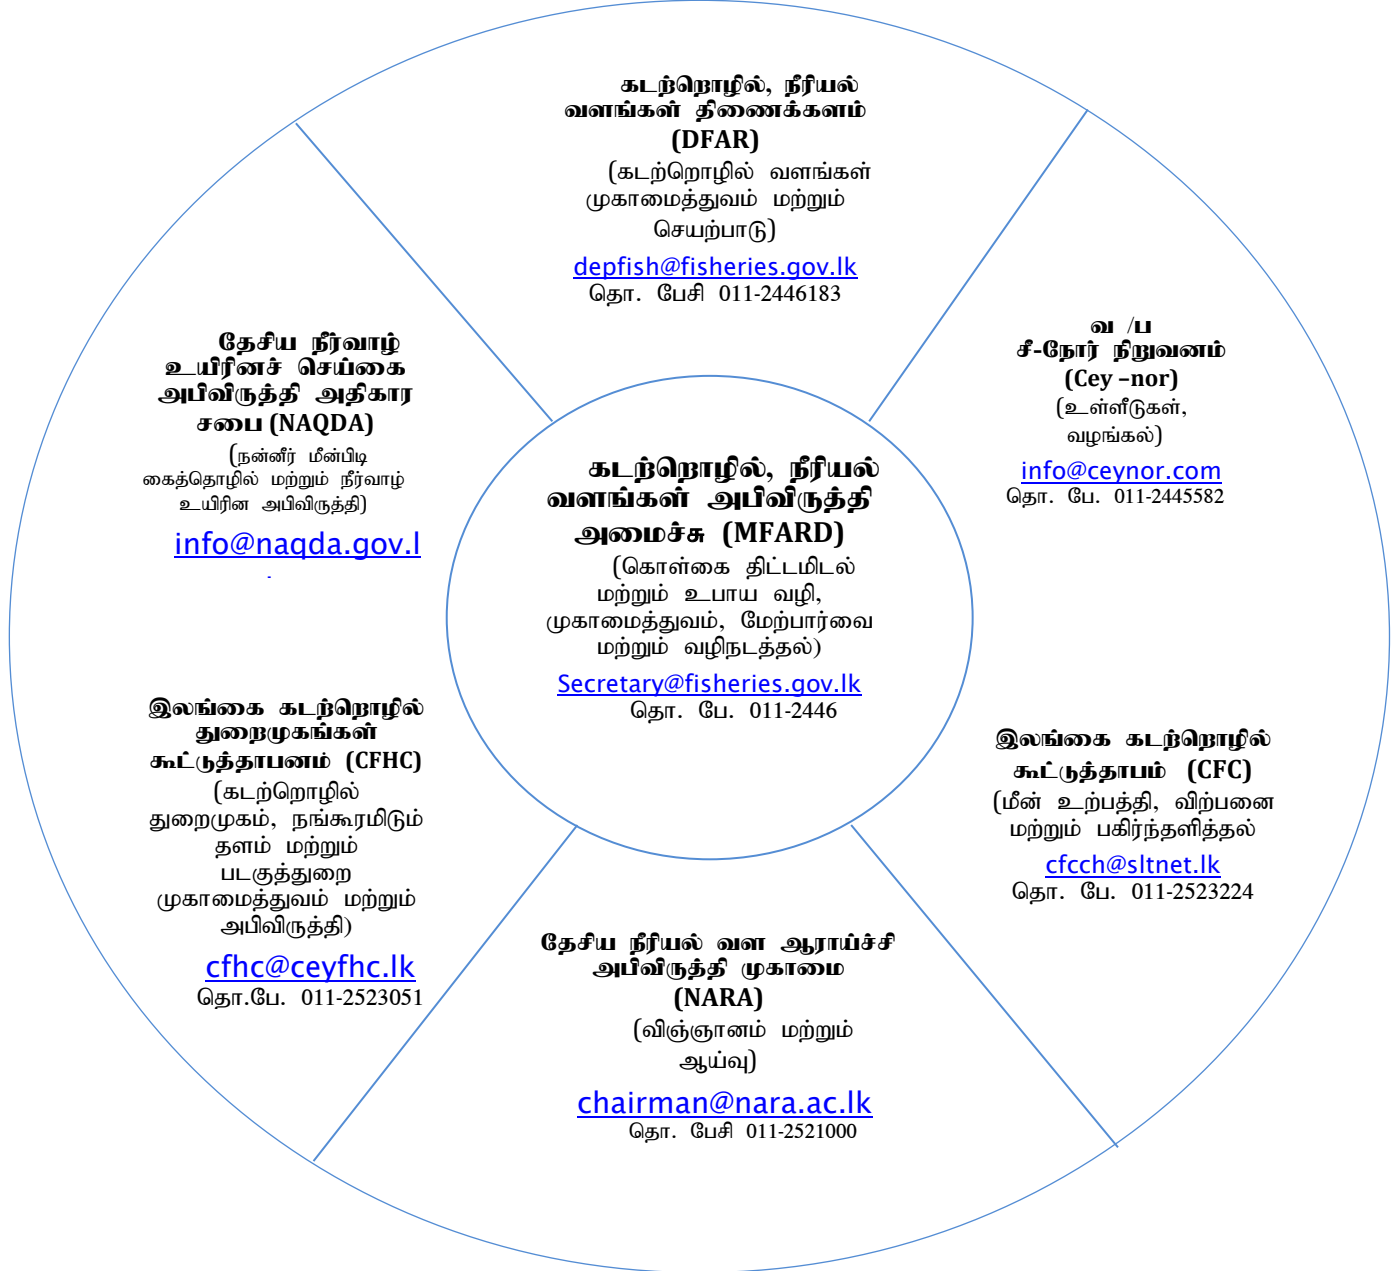 கடற்றொழில், நீரியல்
வளங்கள் திணைக்களம்
(DFAR)
(கடற்றொழில் வளங்கள்
முகாமைத்துவம் மற்றும்
செயற்பாடு)
depfish@fisheries.gov.lk
தொ. பேசி 011-2446183
வ /ப
சீ-நோர் நிறுவனம்
(Cey –nor)
(உள்ளீடுகள்,
வழங்கல்)
info@ceynor.com
தொ. பே. 011-2445582
தேசிய நீர்வாழ்
உயிரினச் செய்கை
அபிவிருத்தி அதிகார
சபை (NAQDA)
(நன்னீர் மீன்பிடி
கைத்தொழில் மற்றும் நீர்வாழ்
உயிரின அபிவிருத்தி)
info@naqda.gov.l
கடற்றொழில், நீரியல்
வளங்கள் அபிவிருத்தி
அமைச்சு (MFARD)
(கொள்கை திட்டமிடல்
மற்றும் உபாய வழி,
முகாமைத்துவம், மேற்பார்வை
மற்றும் வழிநடத்தல்)
Secretary@fisheries.gov.lk
தொ. பே. 011-2446
இலங்கை கடற்றொழில்
துறைமுகங்கள்
கூட்டுத்தாபனம் (CFHC)
(கடற்றொழில்
துறைமுகம், நங்கூரமிடும்
தளம் மற்றும்
படகுத்துறை
முகாமைத்துவம் மற்றும்
அபிவிருத்தி)
cfhc@ceyfhc.lk
தொ.பே. 011-2523051
இலங்கை கடற்றொழில்
கூட்டுத்தாபம் (CFC)
(மீன் உற்பத்தி, விற்பனை
மற்றும் பகிர்ந்தளித்தல்
cfcch@sltnet.lk
தொ. பே. 011-2523224
தேசிய நீரியல் வள ஆராய்ச்சி
அபிவிருத்தி முகாமை
(NARA)
(விஞ்ஞானம் மற்றும்
ஆய்வு)
chairman@nara.ac.lk
தொ. பேசி 011-2521000